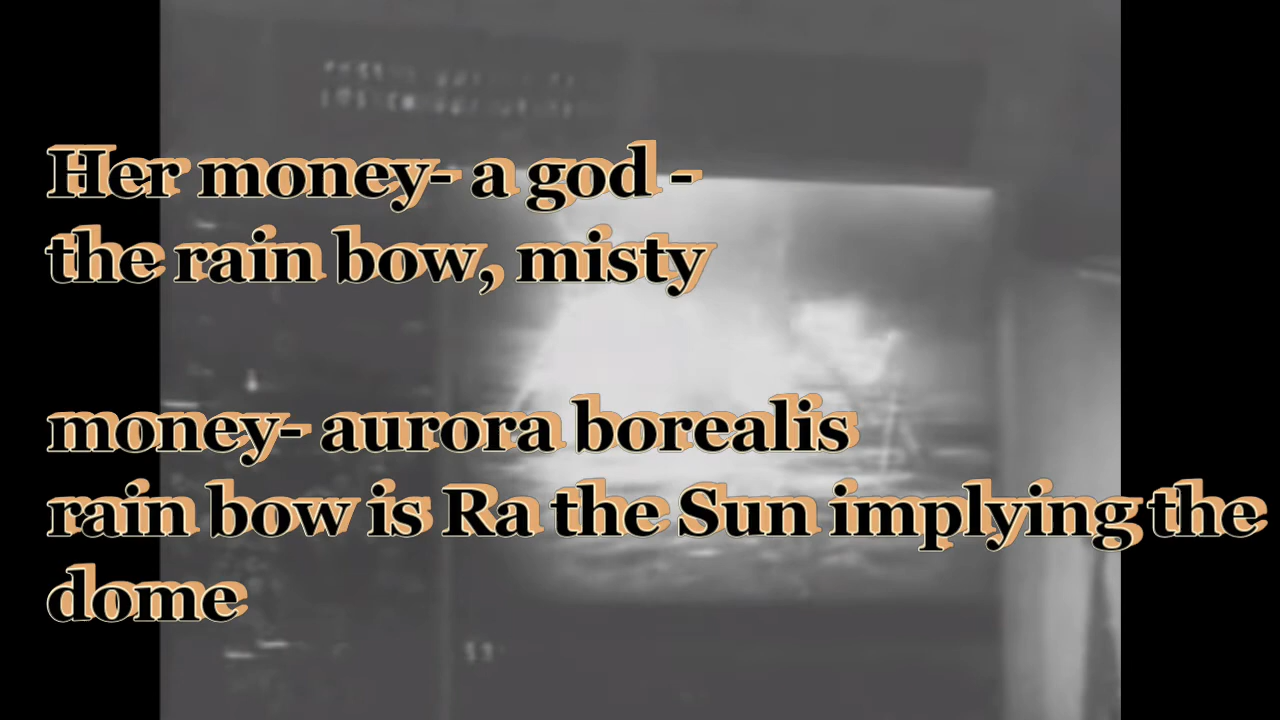 Her money- a god -
the rain bow, misty
money- aurora borealis
rain bow is Ra the Sun implying the
dome